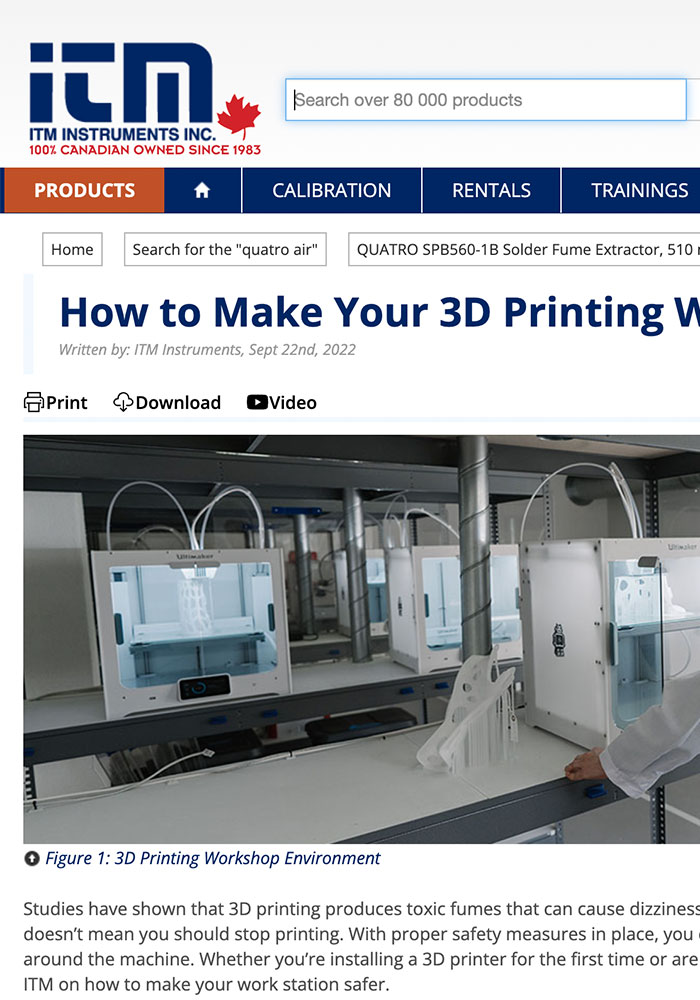 itm
ITM INSTRUMENTS INC.
100% CANADIAN OWNED SINCE 1983
Search over 80 000 products
PRODUCTS CALIBRATION RENTALS TRAININGS
Home Search for the "quatro air" QUATRO SPB560-1B Solder Fume Extractor, 510
How to Make Your 3D Printing W
Written by: ITM Instruments, Sept 22nd, 2022
Print Download Video
Ultimaker
Ultimaker
Figure 1: 3D Printing Workshop Environment
Studies have shown that 3D printing produces toxic fumes that can cause dizziness
doesn’t mean you should stop printing. With proper safety measures in place, you
around the machine. Whether you’re installing a 3D printer for the first time or are
ITM on how to make your work station safer.